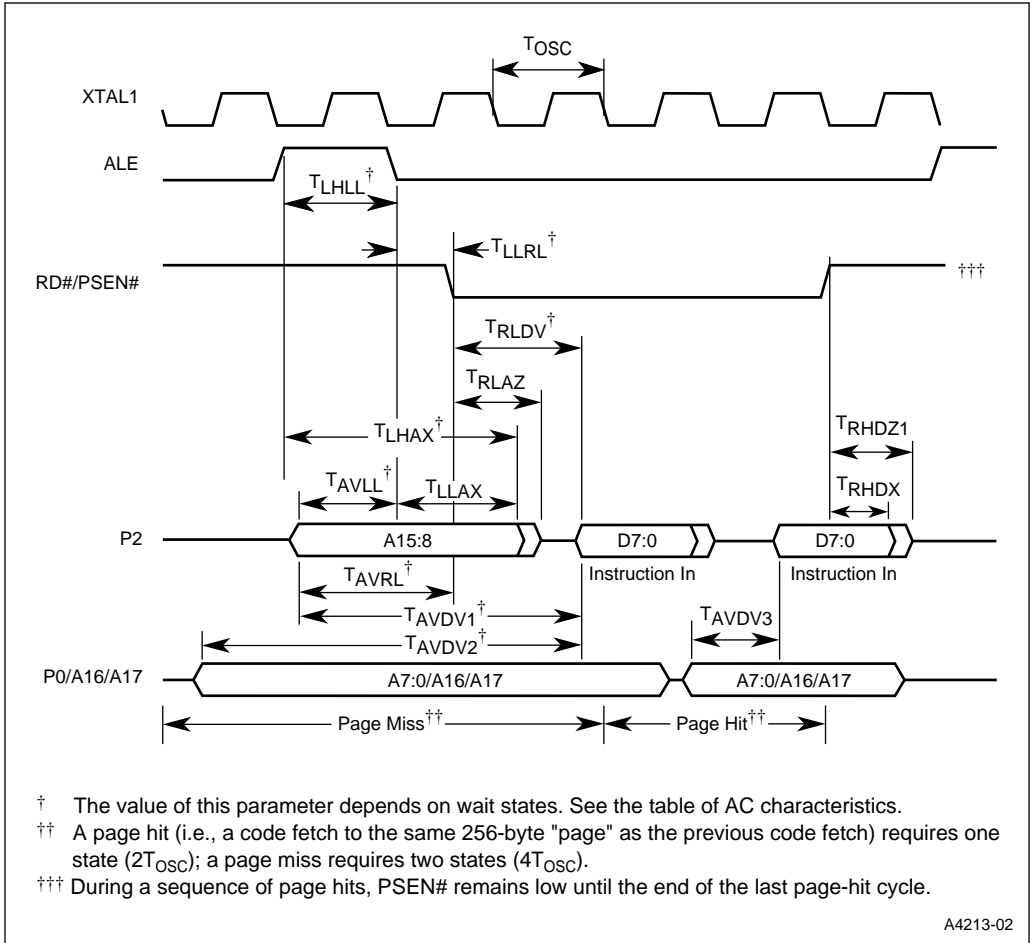 TOSC
XTAL1
ALE
TLHLL†
TLLRL†
RD#/PSEN#
†††
TRLDV†
TRLAZ
TLHAX†
TRHDZ1
TAVLL†
TLLAX
TRHDX
P2
A15:8
D7:0
D7:0
Instruction In
Instruction In
TAVRL†
TAVDV1†
TAVDV3
TAVDV2†
P0/A16/A17
A7:0/A16/A17
A7:0/A16/A17
Page Miss††
Page Hit††
† The value of this parameter depends on wait states. See the table of AC characteristics.
†† A page hit (i.e., a code fetch to the same 256-byte "page" as the previous code fetch) requires one
state (2TOSC); a page miss requires two states (4TOSC).
††† During a sequence of page hits, PSEN# remains low until the end of the last page-hit cycle.
A4213-02